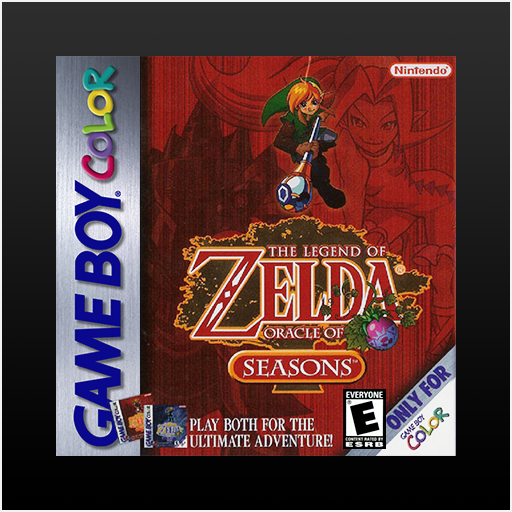 GAME BOY COLOR
Nintendo®
THE LEGEND OF
ZELDA®
ORACLE OF
SEASONS™
PLAY BOTH FOR THE
ULTIMATE ADVENTURE!
EVERYONE
E
CONTENT RATED BY
ESRB
ONLY FOR
GAME BOY
COLOR